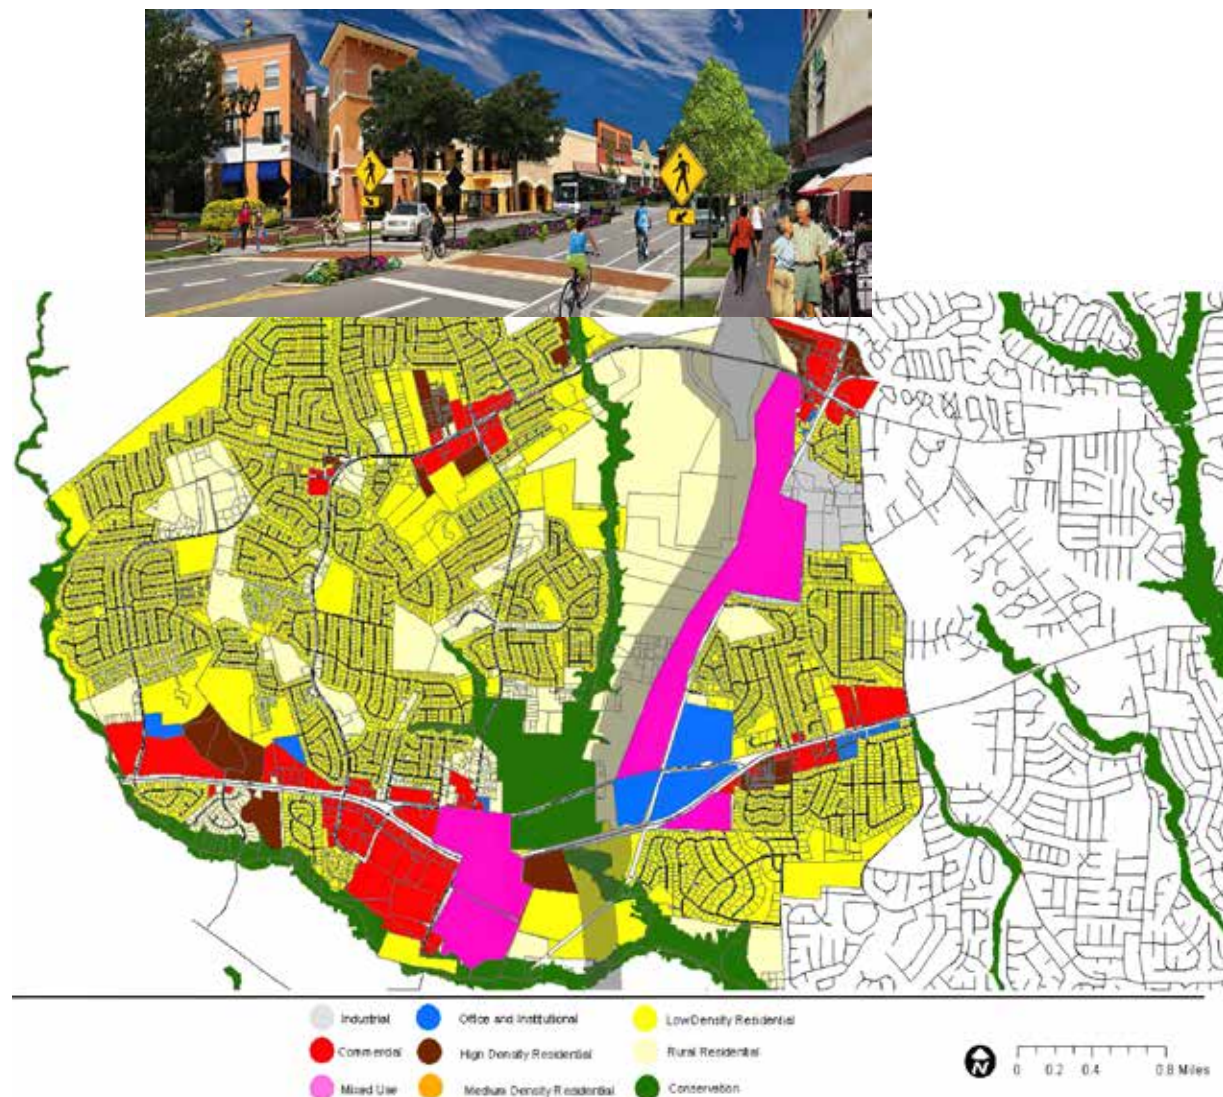 Industrial
Office and Institutional
Low Density Residential
Commercial
High Density Residential
Rural Residential
Mixed Use
Medium Density Residential
Conservation
N
0 0.2 0.4 0.8 Miles